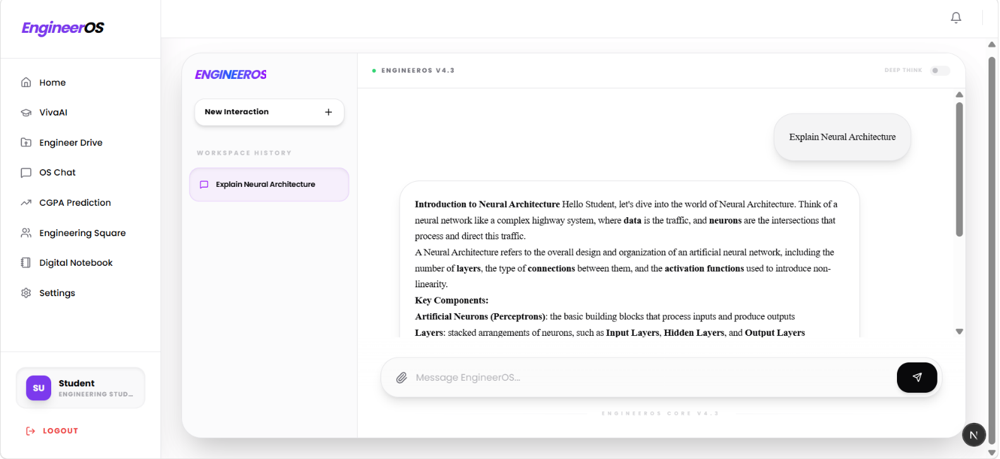 EngineerOS
Home
VivaAI
Engineer Drive
OS Chat
CGPA Prediction
Engineering Square
Digital Notebook
Settings
SU
Student
ENGINEERING STUD...
LOGOUT
ENGINEEROS
New Interaction
WORKSPACE HISTORY
Explain Neural Architecture
ENGINEEROS V4.3
DEEP THINK
Explain Neural Architecture
Introduction to Neural Architecture Hello Student, let's dive into the world of Neural Architecture. Think of a
neural network like a complex highway system, where data is the traffic, and neurons are the intersections that
process and direct this traffic.
A Neural Architecture refers to the overall design and organization of an artificial neural network, including the
number of layers, the type of connections between them, and the activation functions used to introduce non-
linearity.
Key Components:
Artificial Neurons (Perceptrons): the basic building blocks that process inputs and produce outputs
Layers: stacked arrangements of neurons, such as Input Layers, Hidden Layers, and Output Layers
Message EngineerOS...
ENGINEEROS CORE V4.3
N